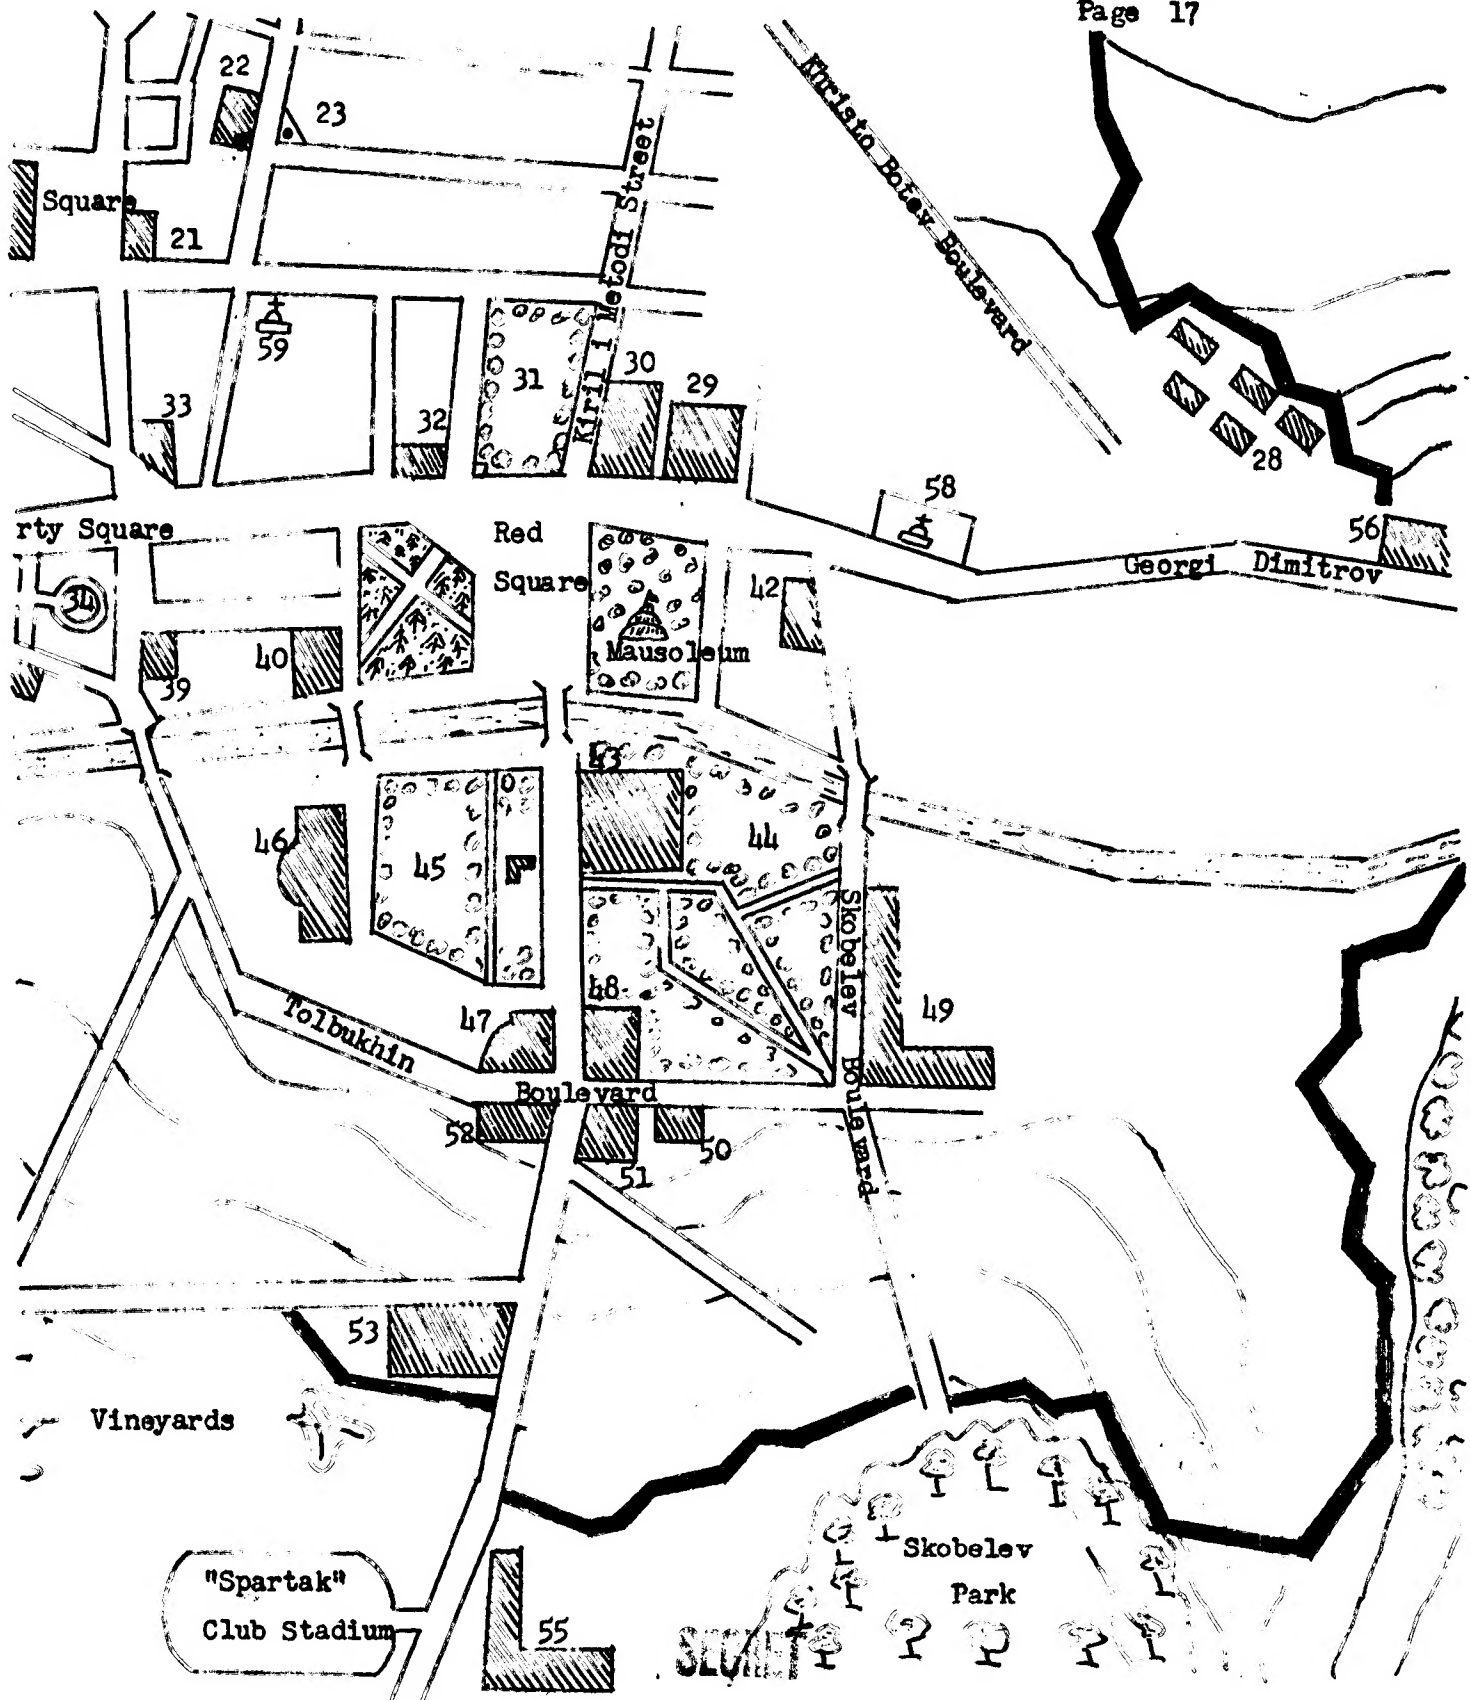 Page 17
22
23
Khristo Botev Boulevard
Square
21
Kiril i Metodi Street
59
31
30
29
33
32
28
58
56
rty Square
Red
Square
Georgi Dimitrov
34
42
Mausoleum
40
39
43
46
45
44
Skobelev Boulevard
48
47
49
Tolbukhin
Boulevard
52
50
51
53
Vineyards
Skobelev
Park
"Spartak"
Club Stadium
55
SECRET